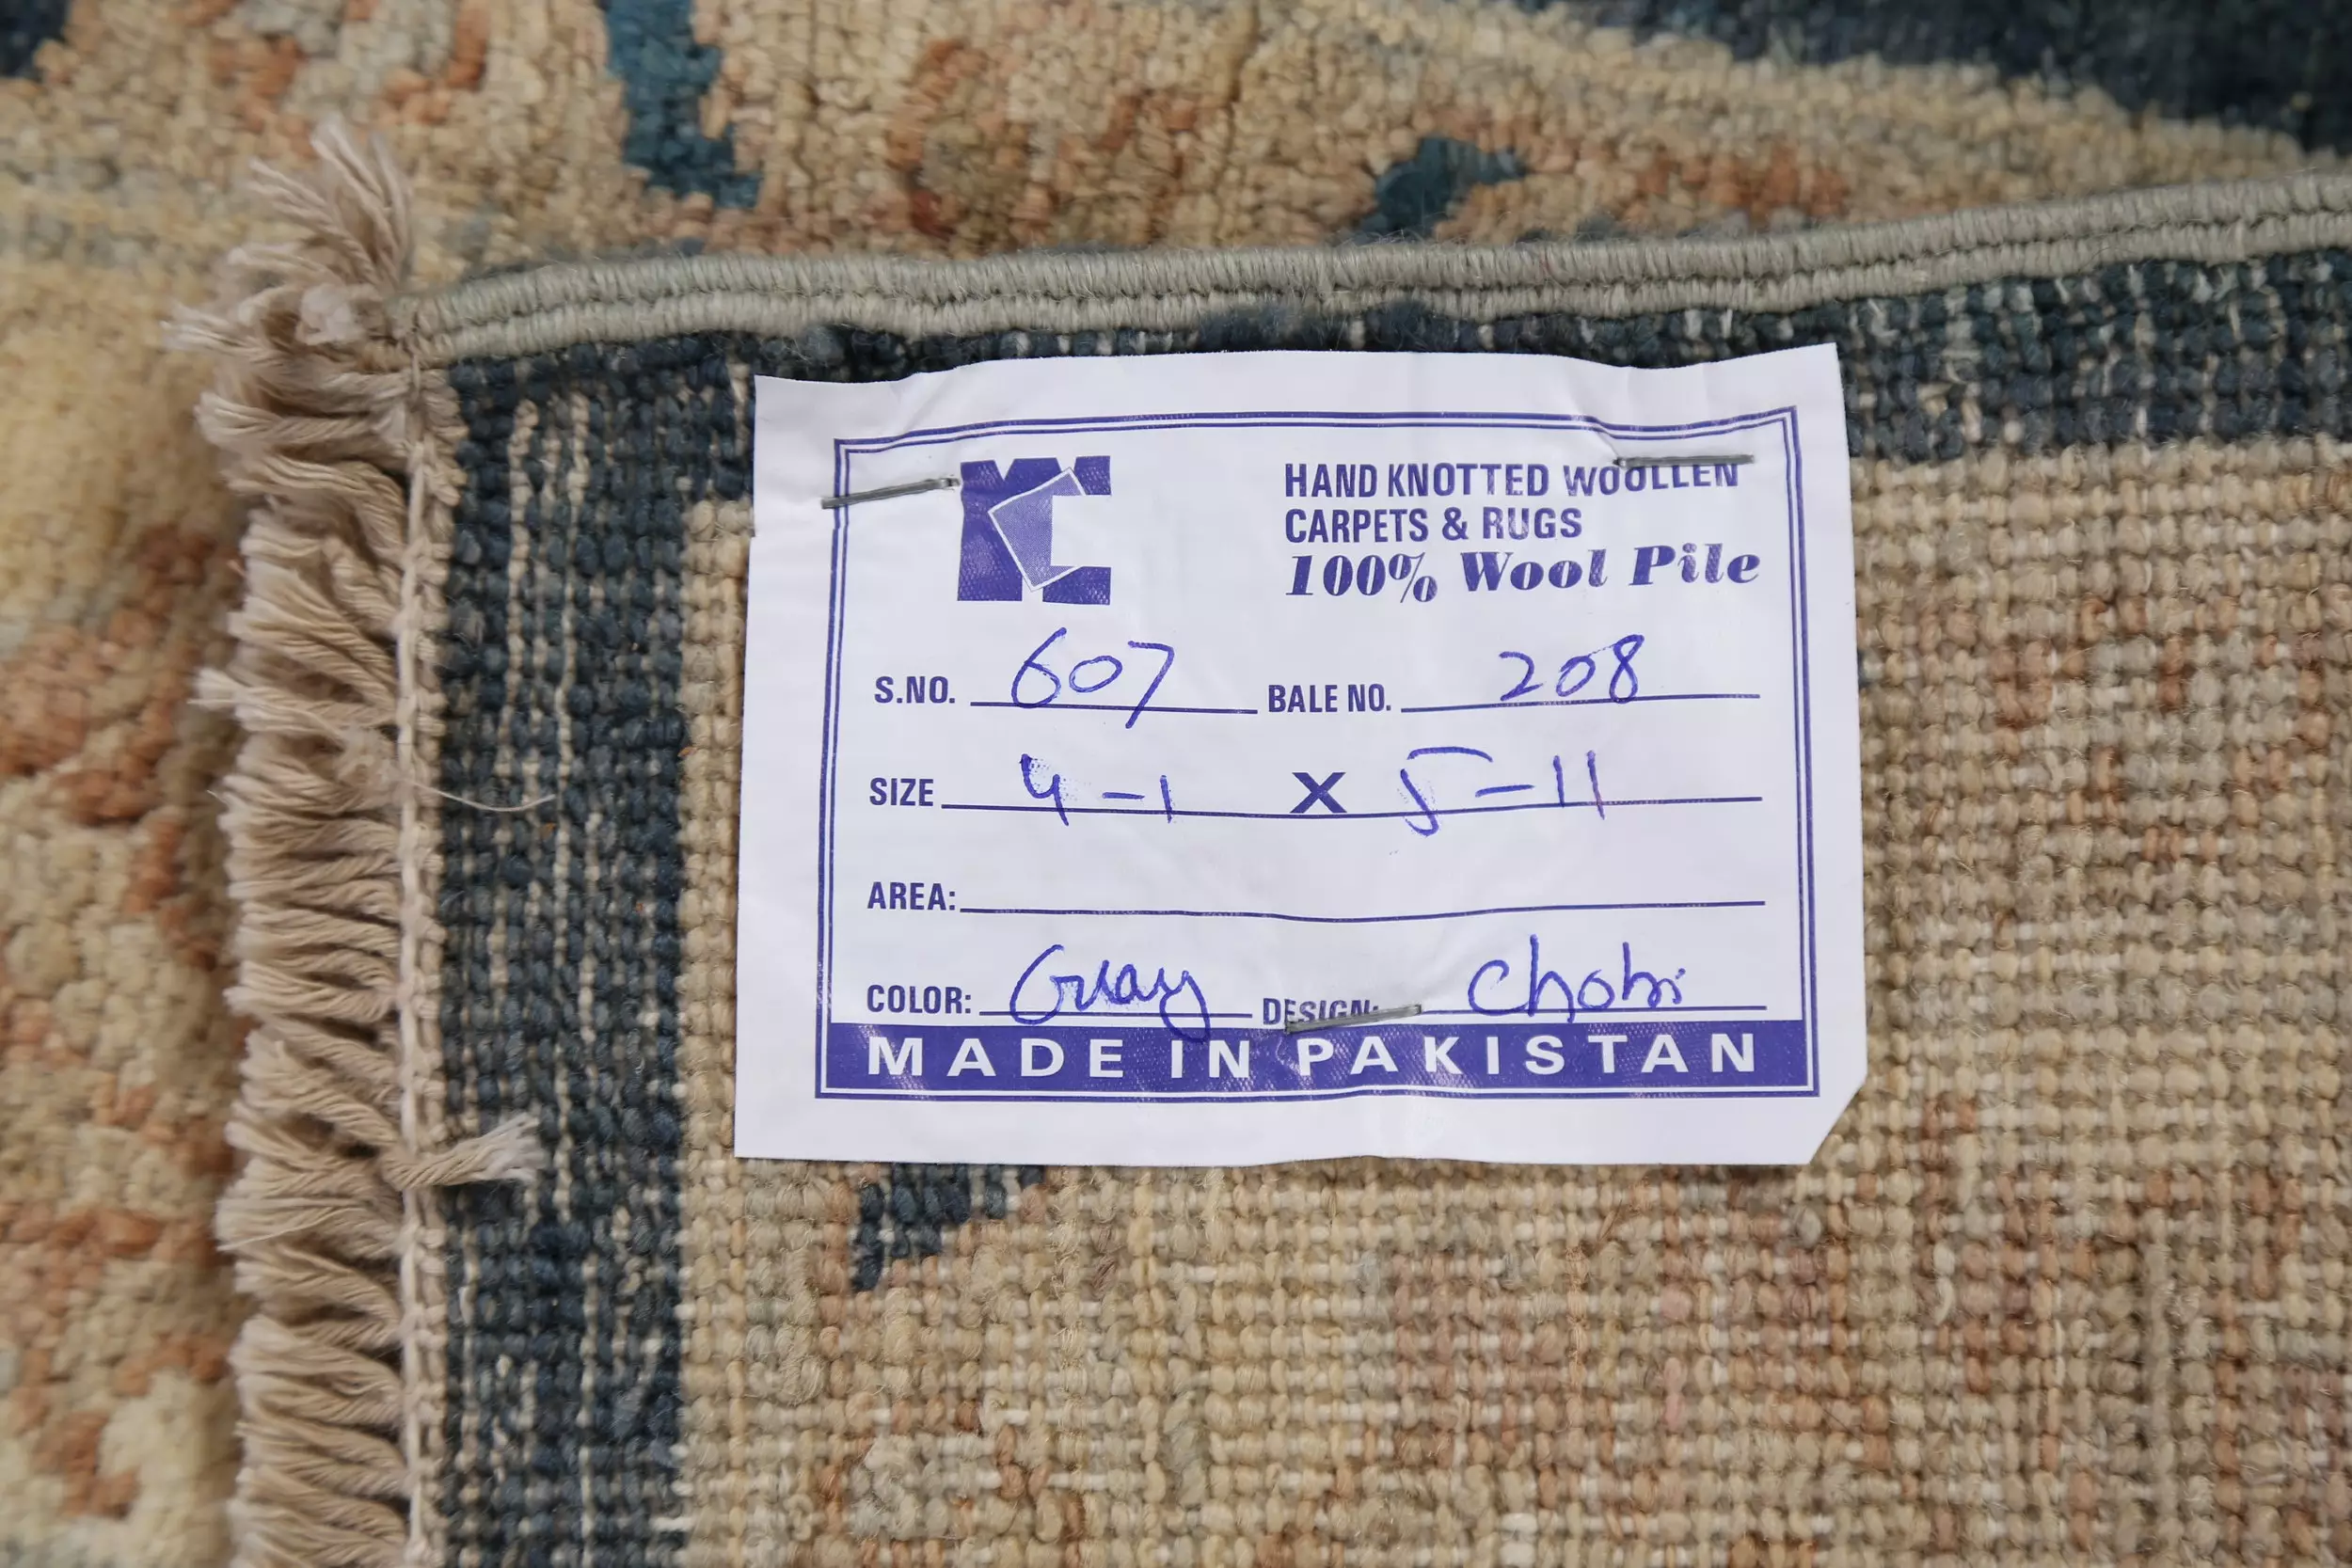 HAND KNOTTED WOOLLEN
CARPETS & RUGS
100% Wool Pile
S.NO. 607 BALE NO. 208
SIZE 4-1 X 5-11
AREA:
COLOR: Gray DESIGN: Chobi
MADE IN PAKISTAN